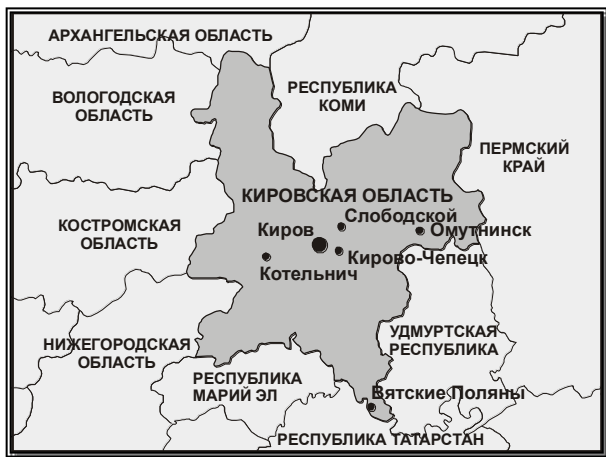 АРХАНГЕЛЬСКАЯ ОБЛАСТЬ
ВОЛОГОДСКАЯ
ОБЛАСТЬ
РЕСПУБЛИКА
КОМИ
ПЕРМСКИЙ
КРАЙ
КИРОВСКАЯ ОБЛАСТЬ
Слободской
КОСТРОМСКАЯ
ОБЛАСТЬ
Киров
Омутнинск
Кирово-Чепецк
Котельнич
НИЖЕГОРОДСКАЯ
ОБЛАСТЬ
УДМУРТСКАЯ
РЕСПУБЛИКА
РЕСПУБЛИКА
МАРИЙ ЭЛ
Вятские Поляны
РЕСПУБЛИКА ТАТАРСТАН